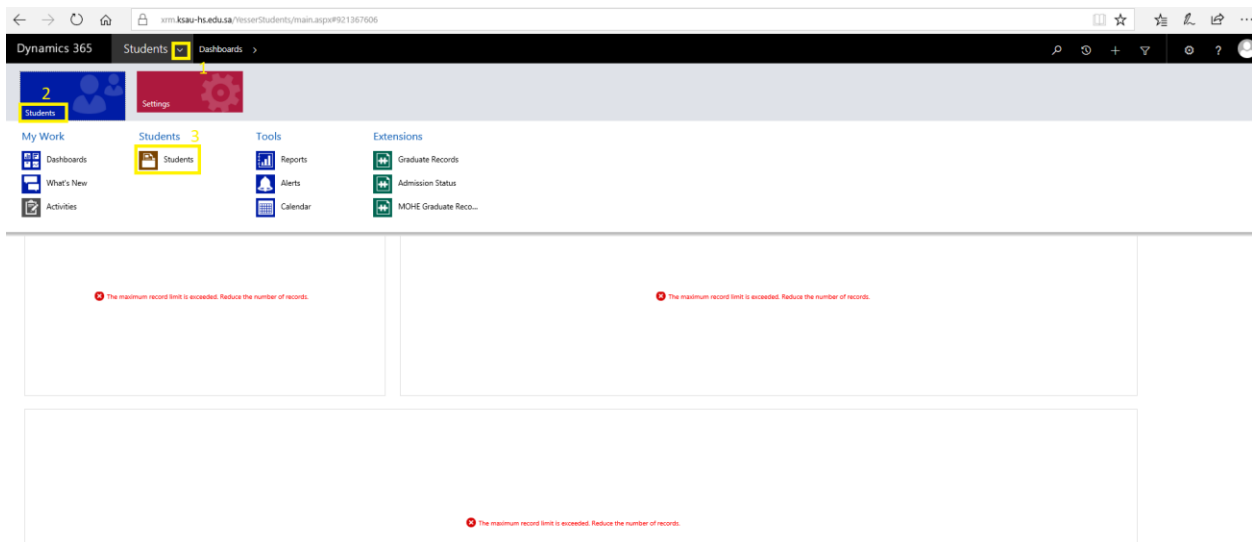 xrm.ksau-hs.edu.sa/YesserStudents/main.aspx#921367606
Dynamics 365 Students Dashboards >
1
2
Students
Settings
My Work Students 3 Tools Extensions
Dashboards Students Reports Graduate Records
What's New Alerts Admission Status
Activities Calendar MOHE Graduate Reco...
The maximum record limit is exceeded. Reduce the number of records. The maximum record limit is exceeded. Reduce the number of records.
The maximum record limit is exceeded. Reduce the number of records.